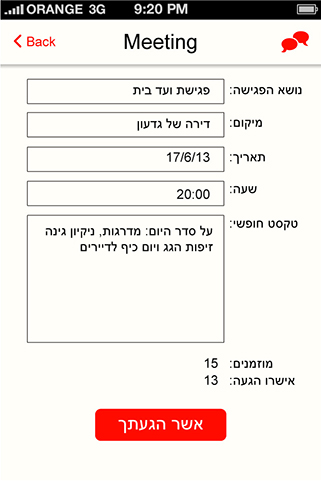 ORANGE 3G 9:20 PM
Back Meeting
נושא הפגישה: פגישת ועד בית
מיקום: דירה של גדעון
תאריך: 17/6/13
שעה: 20:00
טקסט חופשי: על סדר היום: מדרגות, ניקיון גינה
זיפות הגג ויום כיף לדיירים
מוזמנים: 15
אישרו הגעה: 13
אשר הגעתך